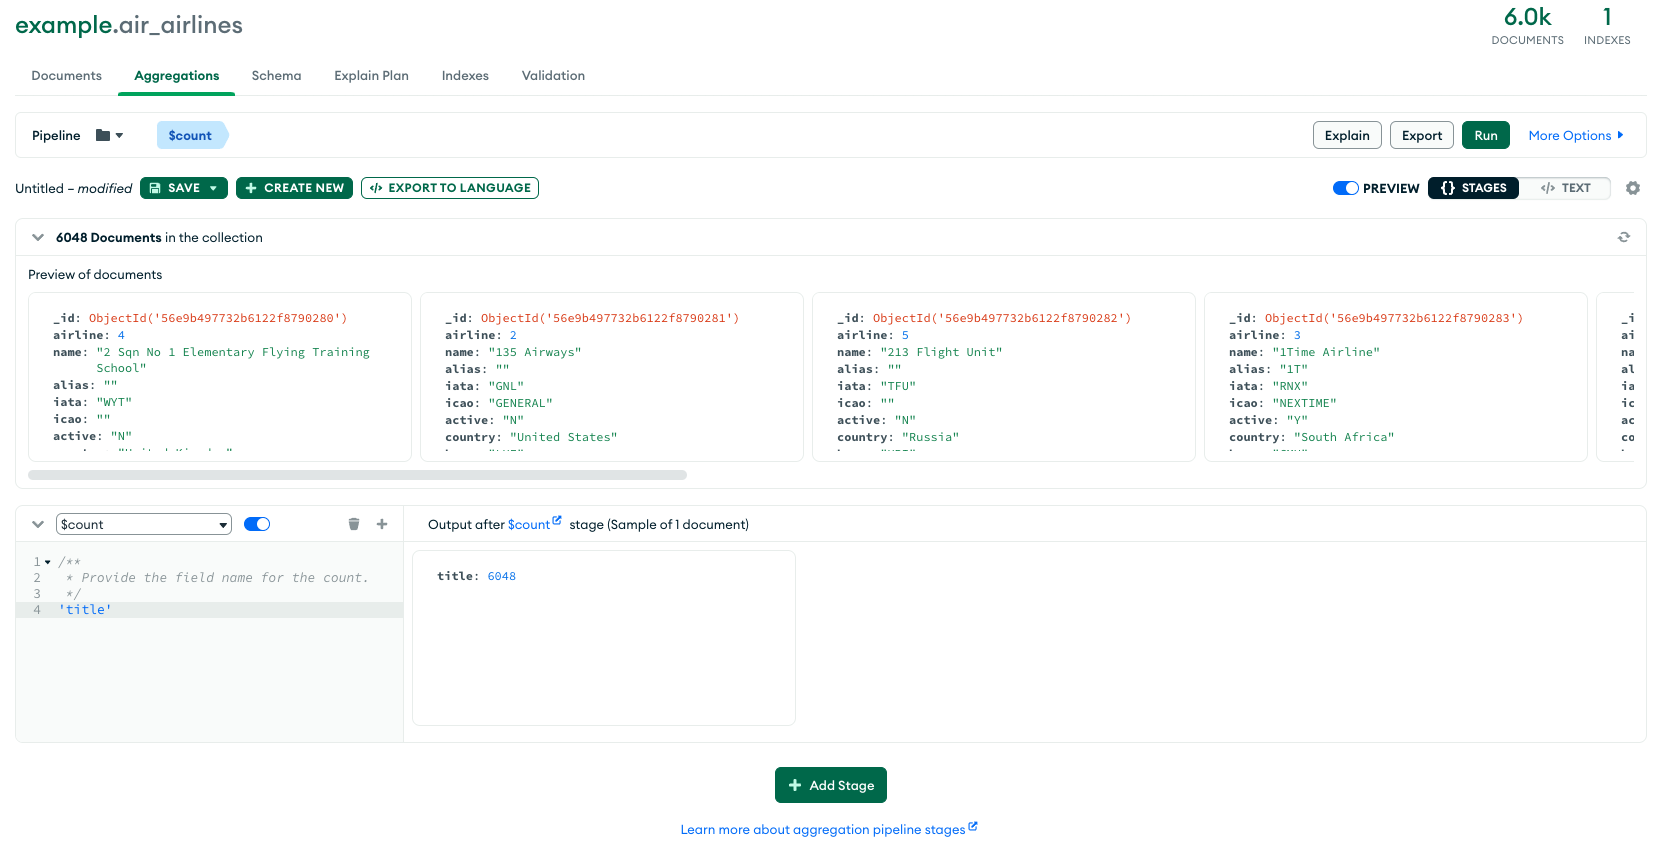 example.air_airlines
6.0k
DOCUMENTS
1
INDEXES
Documents Aggregations Schema Explain Plan Indexes Validation
Pipeline $count Explain Export Run More Options
Untitled – modified SAVE CREATE NEW </> EXPORT TO LANGUAGE PREVIEW {} STAGES </> TEXT
6048 Documents in the collection
Preview of documents
_id: ObjectId('56e9b497732b6122f8790280')
airline: 4
name: "2 Sqn No 1 Elementary Flying Training
School"
alias: ""
iata: "WYT"
icao: ""
active: "N"
_id: ObjectId('56e9b497732b6122f8790281')
airline: 2
name: "135 Airways"
alias: ""
iata: "GNL"
icao: "GENERAL"
active: "N"
country: "United States"
_id: ObjectId('56e9b497732b6122f8790282')
airline: 5
name: "213 Flight Unit"
alias: ""
iata: "TFU"
icao: ""
active: "N"
country: "Russia"
_id: ObjectId('56e9b497732b6122f8790283')
airline: 3
name: "1Time Airline"
alias: "1T"
iata: "RNX"
icao: "NEXTIME"
active: "Y"
country: "South Africa"
_i
ai
na
al
ia
ic
ac
co
$count
Output after $count stage (Sample of 1 document)
1 /**
2 * Provide the field name for the count.
3 */
4 'title'
title: 6048
Add Stage
Learn more about aggregation pipeline stages